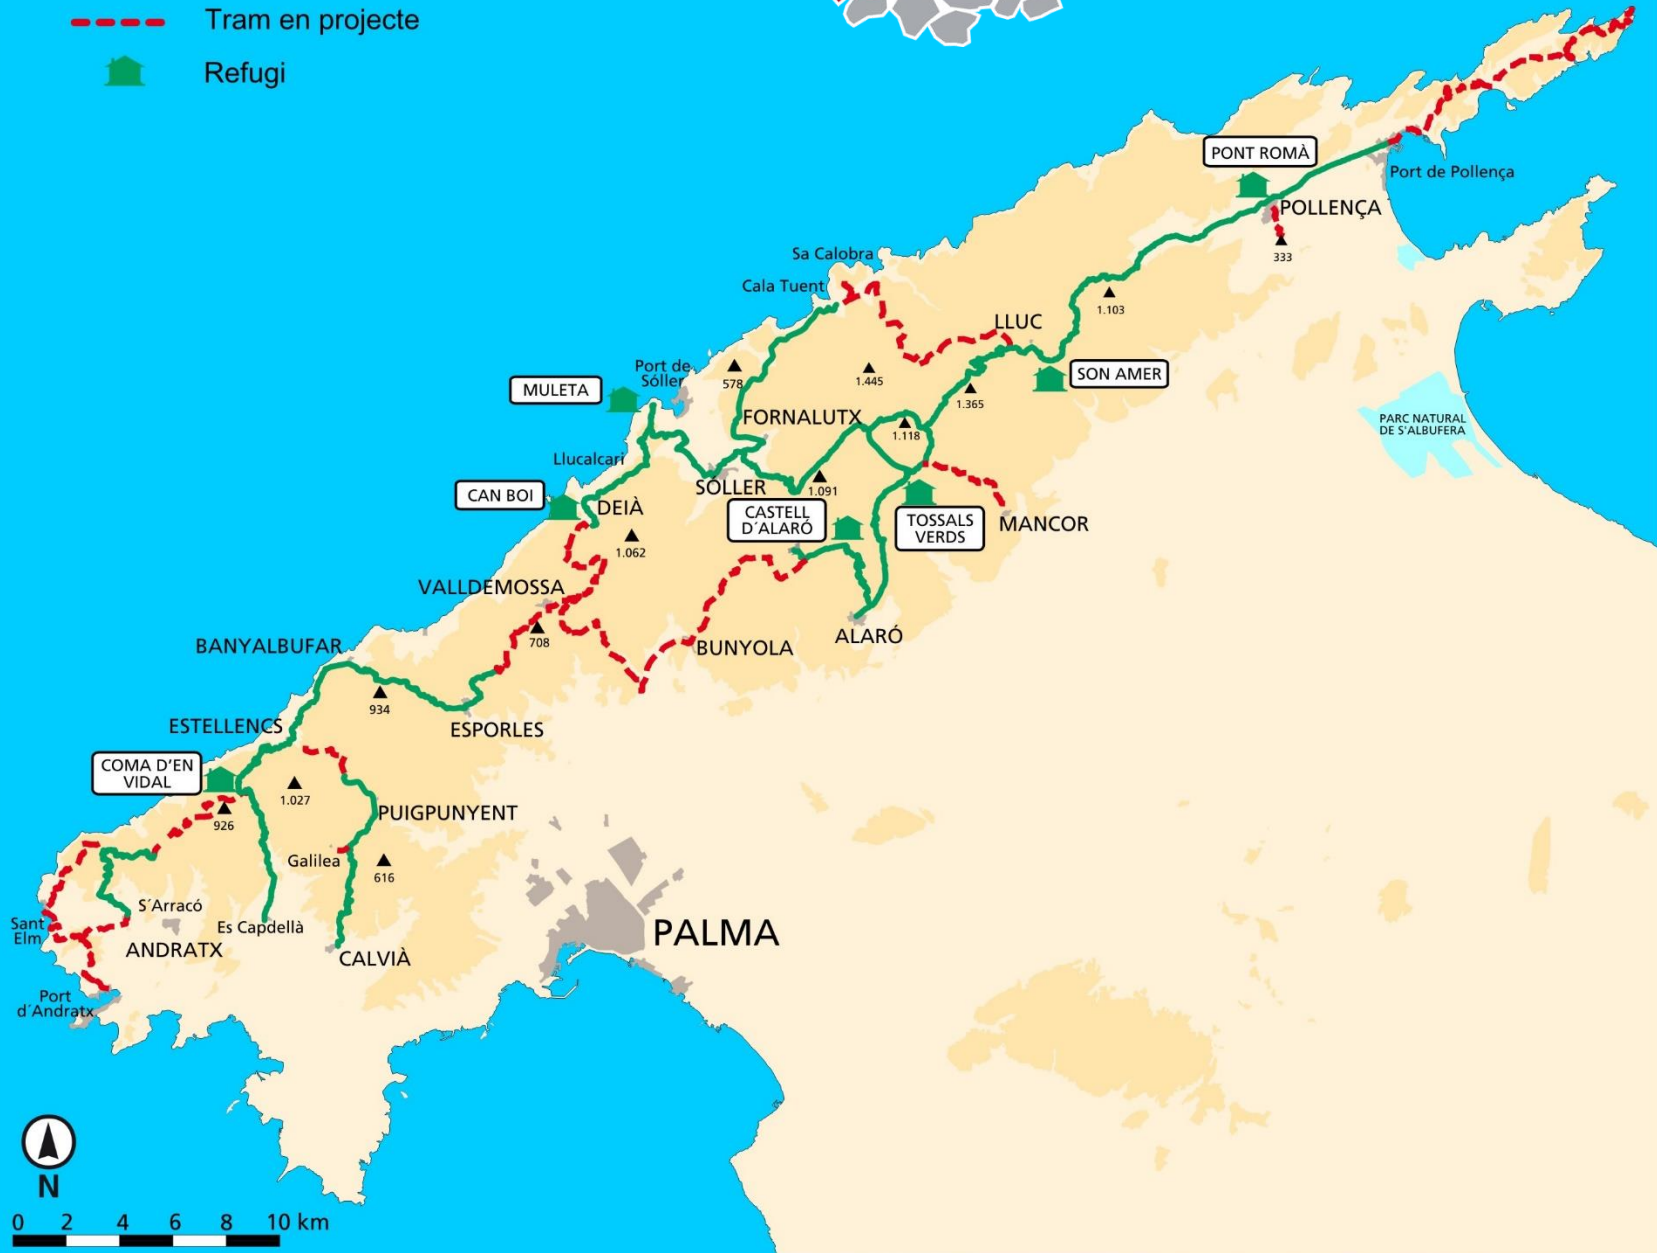 Tram en projecte
Refugi
PONT ROMÀ
Port de Pollença
POLLENÇA
333
Sa Calobra
Cala Tuent
1.103
LLUC
Port de
Sóller
578
1.445
SON AMER
MULETA
1.365
FORNALUTX
PARC NATURAL
DE S'ALBUFERA
1.118
Llucalcari
SÓLLER
1.091
CAN BOI
DEIÀ
CASTELL
D'ALARÓ
TOSSALS
VERDS
MANCOR
1.062
VALLDEMOSSA
708
BUNYOLA
ALARÓ
BANYALBUFAR
934
ESTELLENCS
ESPORLES
COMA D'EN
VIDAL
1.027
926
PUIGPUNYENT
Galilea
616
S´Arracó
Sant
Elm
Es Capdellà
ANDRATX
CALVIÀ
PALMA
Port
d´Andratx
N
0 2 4 6 8 10 km